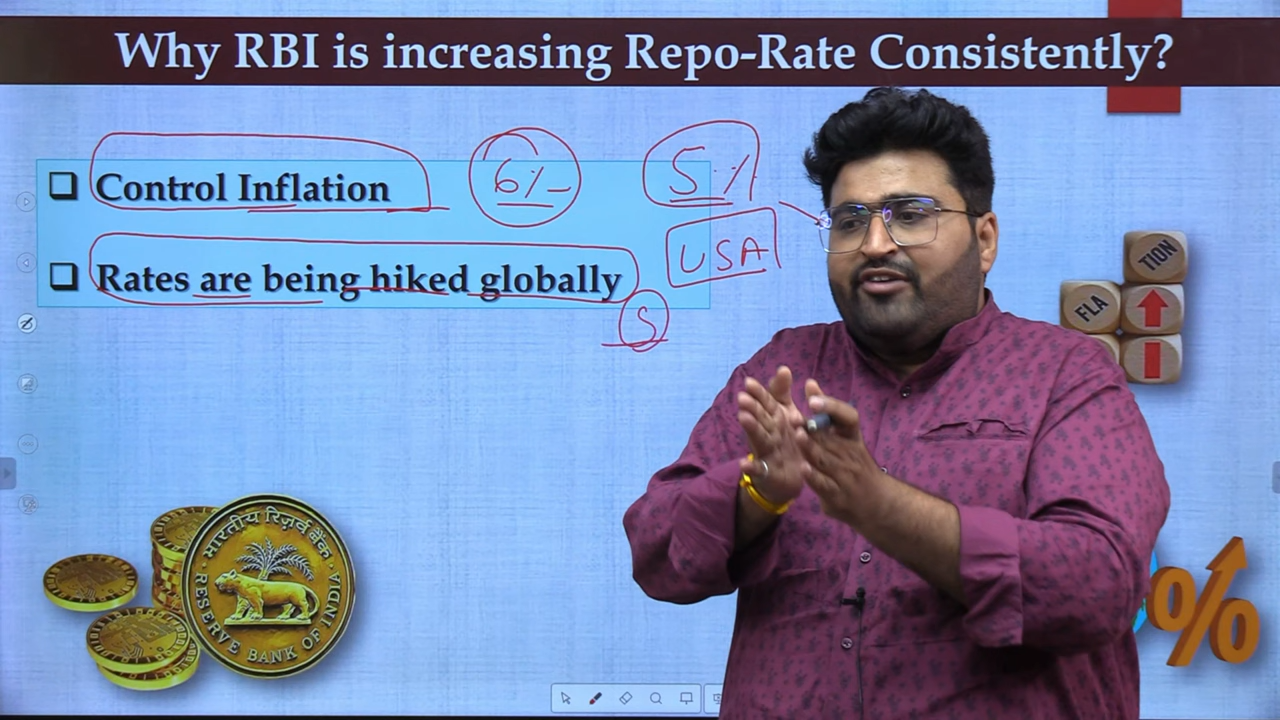 Why RBI is increasing Repo-Rate Consistently?
Control Inflation
6%
5%
Rates are being hiked globally
USA
S
TION
FLA
भारतीय रिज़र्व बैंक
RESERVE BANK OF INDIA
%